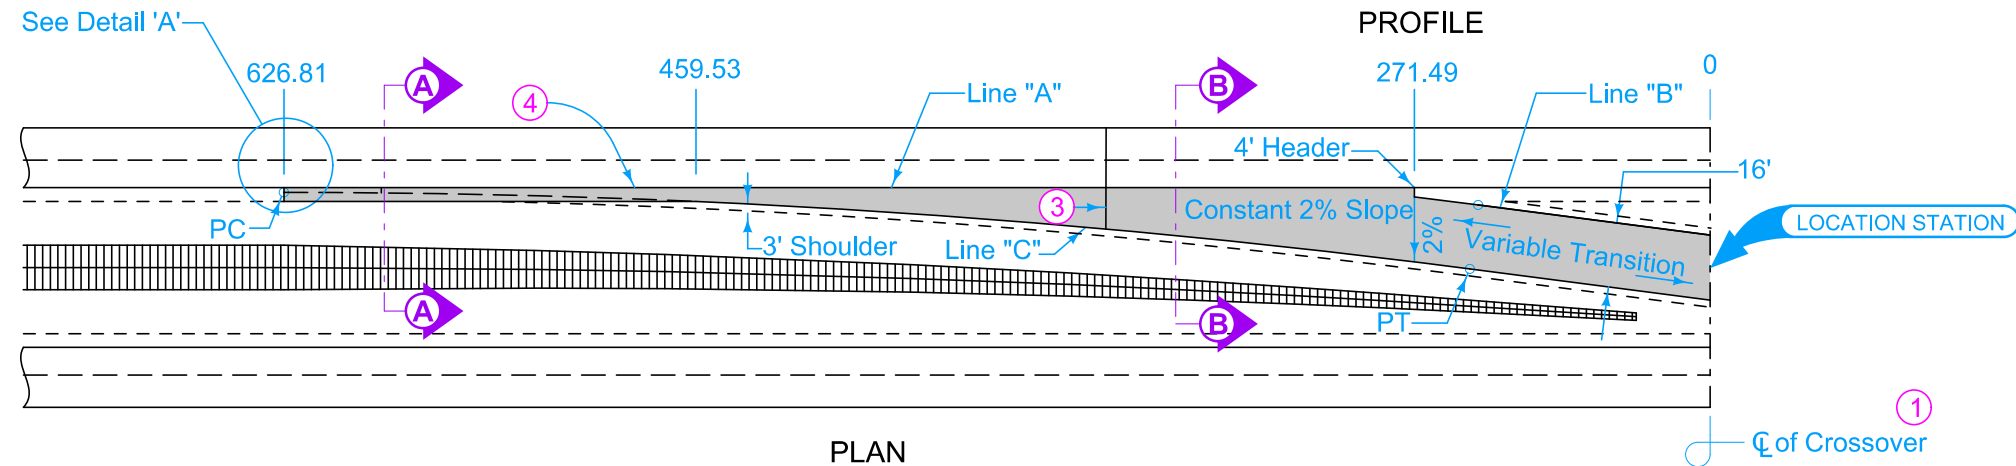 PROFILE
See Detail 'A'
626.81
A
4
459.53
Line "A"
B
271.49
Line "B"
0
4' Header
16'
PC
3
Constant 2% Slope
2%
Variable Transition
LOCATION STATION
3' Shoulder
Line "C"
A
B
PT
1
℄ of Crossover
PLAN